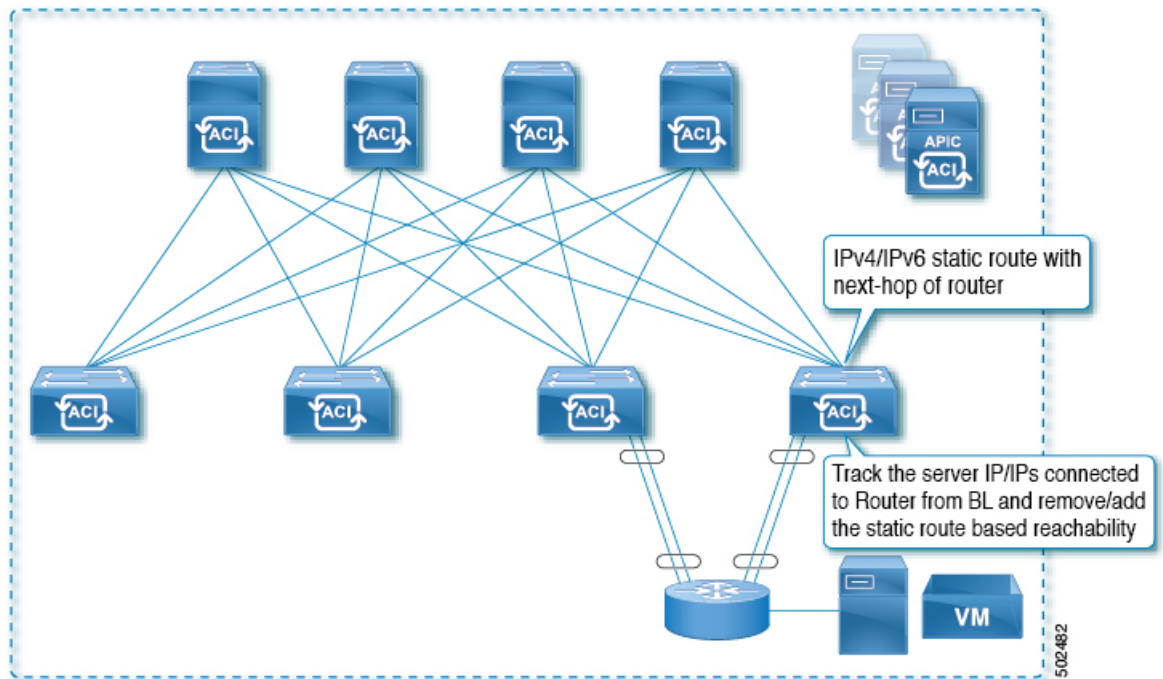 ACI
ACI
ACI
ACI
APIC
ACI
IPv4/IPv6 static route with
next-hop of router
ACI
ACI
ACI
ACI
Track the server IP/IPs connected
to Router from BL and remove/add
the static route based reachability
VM
502482